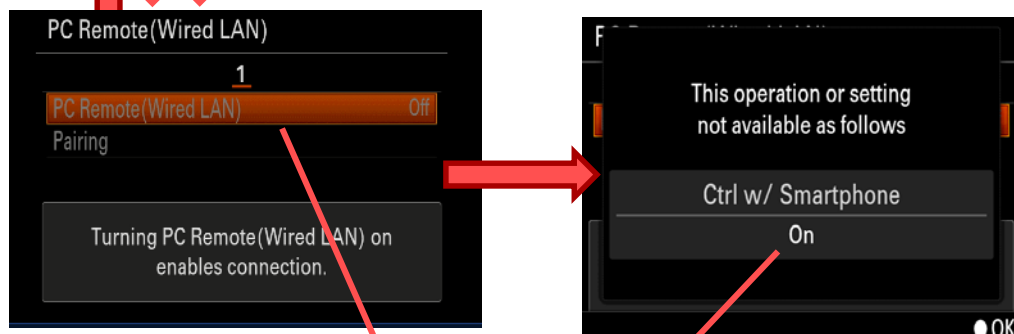 PC Remote(Wired LAN)
1
PC Remote(Wired LAN) Off
Pairing
Turning PC Remote(Wired LAN) on
enables connection.
This operation or setting
not available as follows
Ctrl w/ Smartphone
On
OK